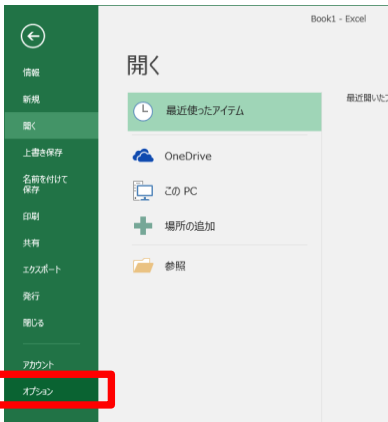 Book1 - Excel
情報
新規
開く
上書き保存
名前を付けて
保存
印刷
共有
エクスポート
発行
閉じる
アカウント
オプション
開く
最近使ったアイテム
OneDrive
この PC
場所の追加
参照
最近開いた